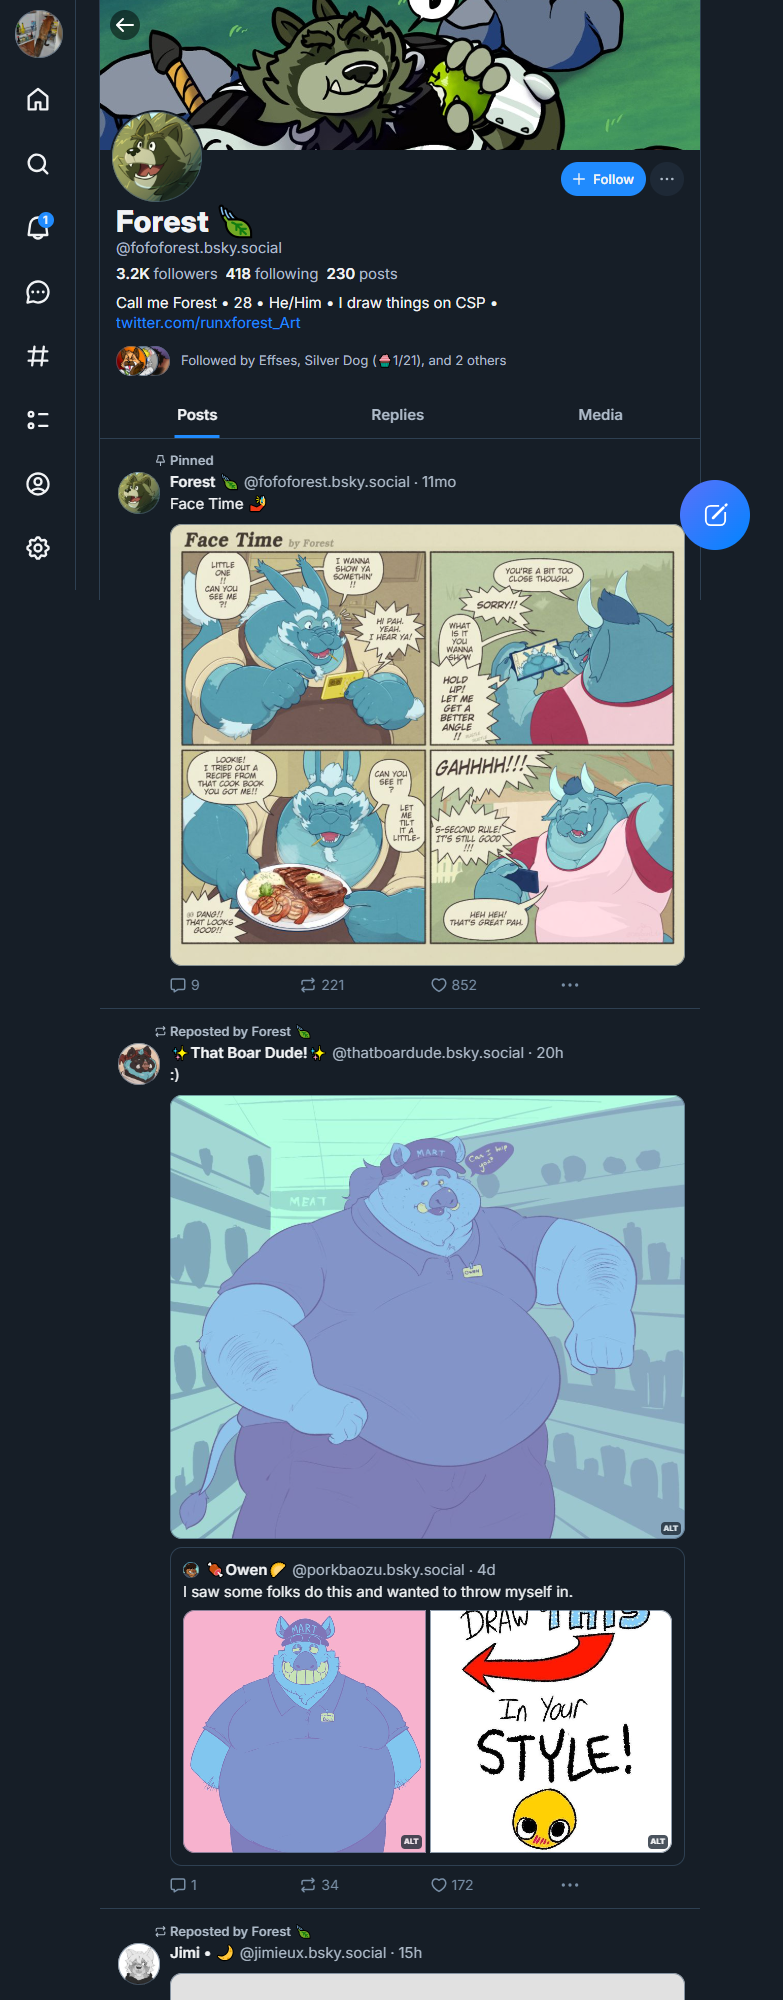 1
+ Follow
Forest
@fofoforest.bsky.social
3.2K followers 418 following 230 posts
Call me Forest • 28 • He/Him • I draw things on CSP •
twitter.com/runxforest_Art
Followed by Effses, Silver Dog (🧁1/21), and 2 others
Posts Replies Media
Pinned
Forest @fofoforest.bsky.social · 11mo
Face Time
Face Time by Forest
LITTLE
ONE
!!
CAN YOU
SEE ME
?!
I WANNA
SHOW YA
SOMETHIN'
!!
HI PAH.
YEAH.
I HEAR YA!
YOU'RE A BIT TOO
CLOSE THOUGH.
SORRY!!
WHAT
IS IT
YOU
WANNA
SHOW
HOLD
UP!
LET ME
GET A
BETTER
ANGLE
!!
LOOKIE!
I TRIED OUT A
RECIPE FROM
THAT COOK BOOK
YOU GOT ME!!
CAN YOU
SEE IT
?
LET
ME
TILT
IT A
LITTLE-
DANG!!
THAT LOOKS
GOOD!!
GAHHHH!!!
5-SECOND RULE!
IT'S STILL GOOD
!!!
HEH HEH!
THAT'S GREAT PAH.
9 221 852
Reposted by Forest
✨That Boar Dude!✨ @thatboardude.bsky.social · 20h
:)
MART
Can I help
you?
MEAT
OWEN
ALT
🍖Owen🌮 @porkbaozu.bsky.social · 4d
I saw some folks do this and wanted to throw myself in.
MART
ALT
DRAW THIS
In Your
STYLE!
ALT
1 34 172
Reposted by Forest
Jimi • 🌙 @jimieux.bsky.social · 15h